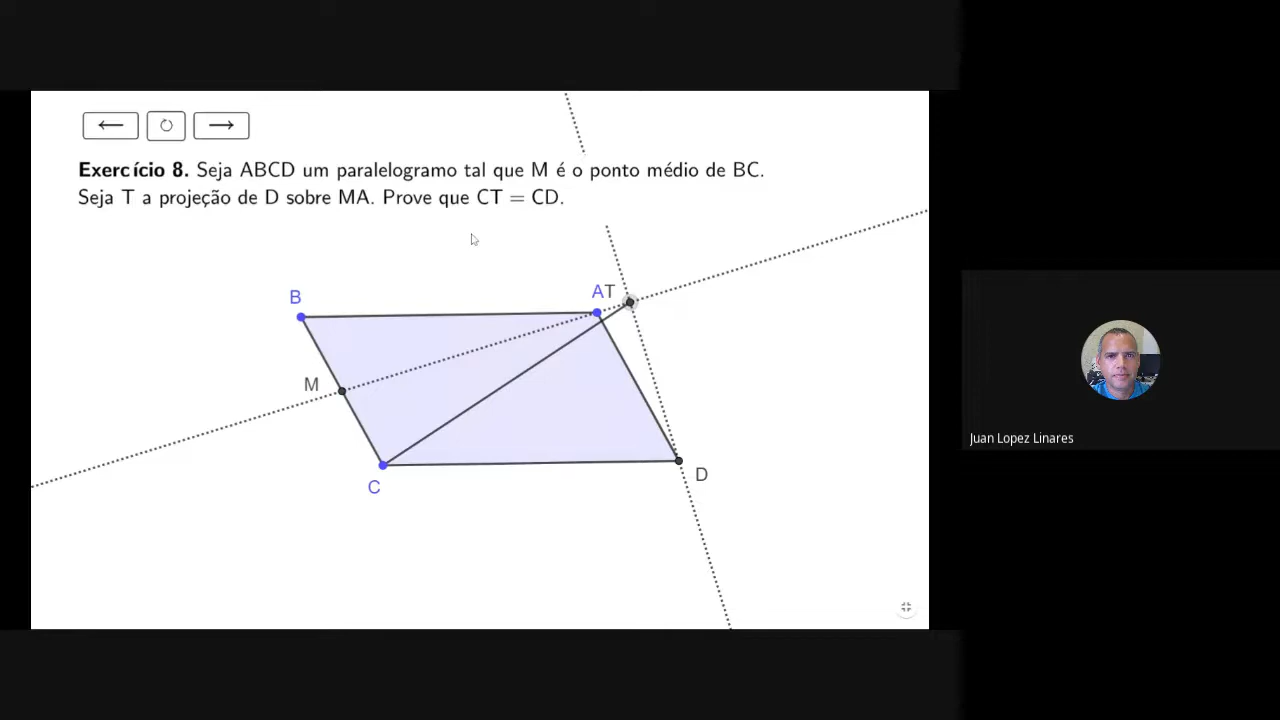 Exercício 8. Seja ABCD um paralelogramo tal que M é o ponto médio de BC.
Seja T a projeção de D sobre MA. Prove que CT = CD.
B
A
T
M
C
D
Juan Lopez Linares